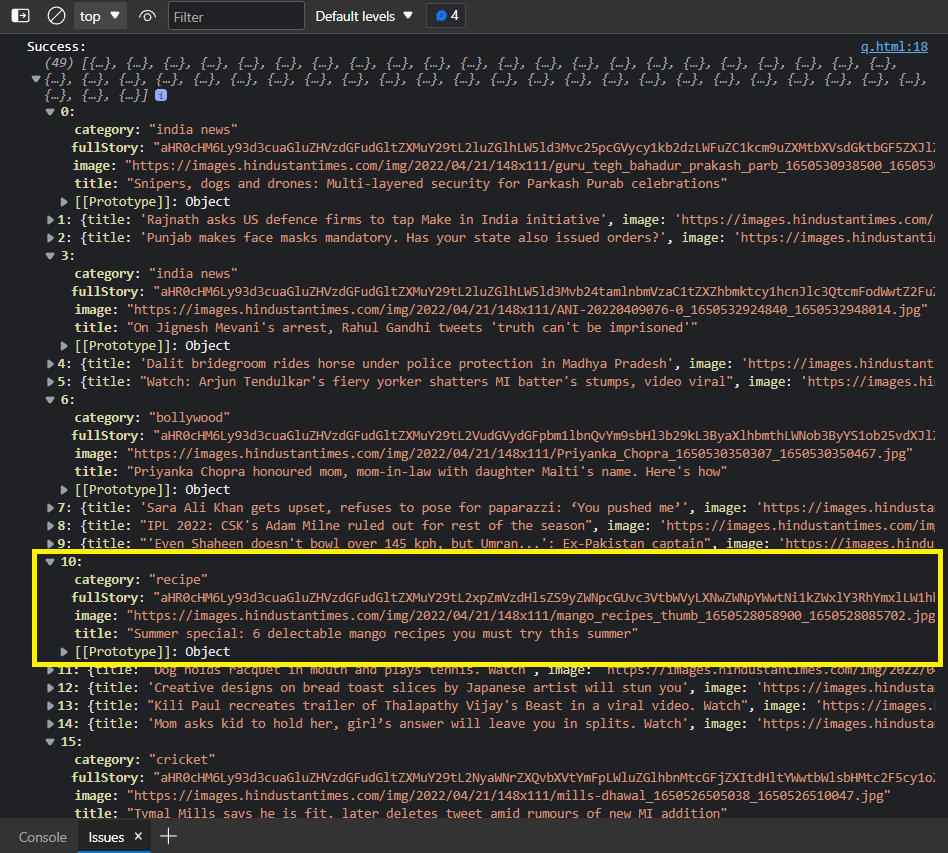 top Filter Default levels 4
Success: q.html:18
(49) [{…}, {…}, {…}, {…}, {…}, {…}, {…}, {…}, {…}, {…}, {…}, {…}, {…}, {…}, {…}, {…}, {…}, {…}, {…}, {…}, {…}, {…},
{…}, {…}, {…}, {…}, {…}, {…}, {…}, {…}, {…}, {…}, {…}, {…}, {…}, {…}, {…}, {…}, {…}, {…}, {…}, {…}, {…}, {…}, {…}, {…},
{…}, {…}, {…}] i
0:
category: "india news"
fullStory:
image: "https://images.hindustantimes.com/img/2022/04/21/148x111/guru_tegh_bahadur_prakash_parb_1650530938500_16505
title: "Snipers, dogs and drones: Multi-layered security for Parkash Purab celebrations"
[[Prototype]]: Object
1: {title: 'Rajnath asks US defence firms to tap Make in India initiative', image: 'https://images.hindustantimes.com/
2: {title: 'Punjab makes face masks mandatory. Has your state also issued orders?', image: 'https://images.hindustanti
3:
category: "india news"
fullStory:
image: "https://images.hindustantimes.com/img/2022/04/21/148x111/ANI-20220409076-0_1650532924840_1650532948014.jpg"
title: "On Jignesh Mevani's arrest, Rahul Gandhi tweets 'truth can't be imprisoned'"
[[Prototype]]: Object
4: {title: 'Dalit bridegroom rides horse under police protection in Madhya Pradesh', image: 'https://images.hindustant
5: {title: "Watch: Arjun Tendulkar's fiery yorker shatters MI batter's stumps, video viral", image: 'https://images.hi
6:
category: "bollywood"
fullStory:
image: "https://images.hindustantimes.com/img/2022/04/21/148x111/Priyanka_Chopra_1650530350307_1650530350467.jpg"
title: "Priyanka Chopra honoured mom, mom-in-law with daughter Malti's name. Here's how"
[[Prototype]]: Object
7: {title: 'Sara Ali Khan gets upset, refuses to pose for paparazzi: ‘You pushed me’', image: 'https://images.hindusta
8: {title: "IPL 2022: CSK's Adam Milne ruled out for rest of the season", image: 'https://images.hindustantimes.com/im
9: {title: "'Even Shaheen doesn't bowl over 145 kph, but Umran...': Ex-Pakistan captain", image: 'https://images.hindu
10:
category: "recipe"
fullStory:
image: "https://images.hindustantimes.com/img/2022/04/21/148x111/mango_recipes_thumb_1650528058900_1650528085702.jpg
title: "Summer special: 6 delectable mango recipes you must try this summer"
[[Prototype]]: Object
11: {title: 'Dog holds racquet in mouth and plays tennis. Watch', image: 'https://images.hindustantimes.com/img/2022/0
12: {title: 'Creative designs on bread toast slices by Japanese artist will stun you', image: 'https://images.hindusta
13: {title: "Kili Paul recreates trailer of Thalapathy Vijay's Beast in a viral video. Watch", image: 'https://images.
14: {title: 'Mom asks kid to hold her, girl’s answer will leave you in splits. Watch', image: 'https://images.hindusta
15:
category: "cricket"
fullStory:
image: "https://images.hindustantimes.com/img/2022/04/21/148x111/mills-dhawal_1650526505038_1650526510047.jpg"
title: "Tymal Mills says he is fit, later deletes tweet amid rumours of new MI addition"
Console Issues